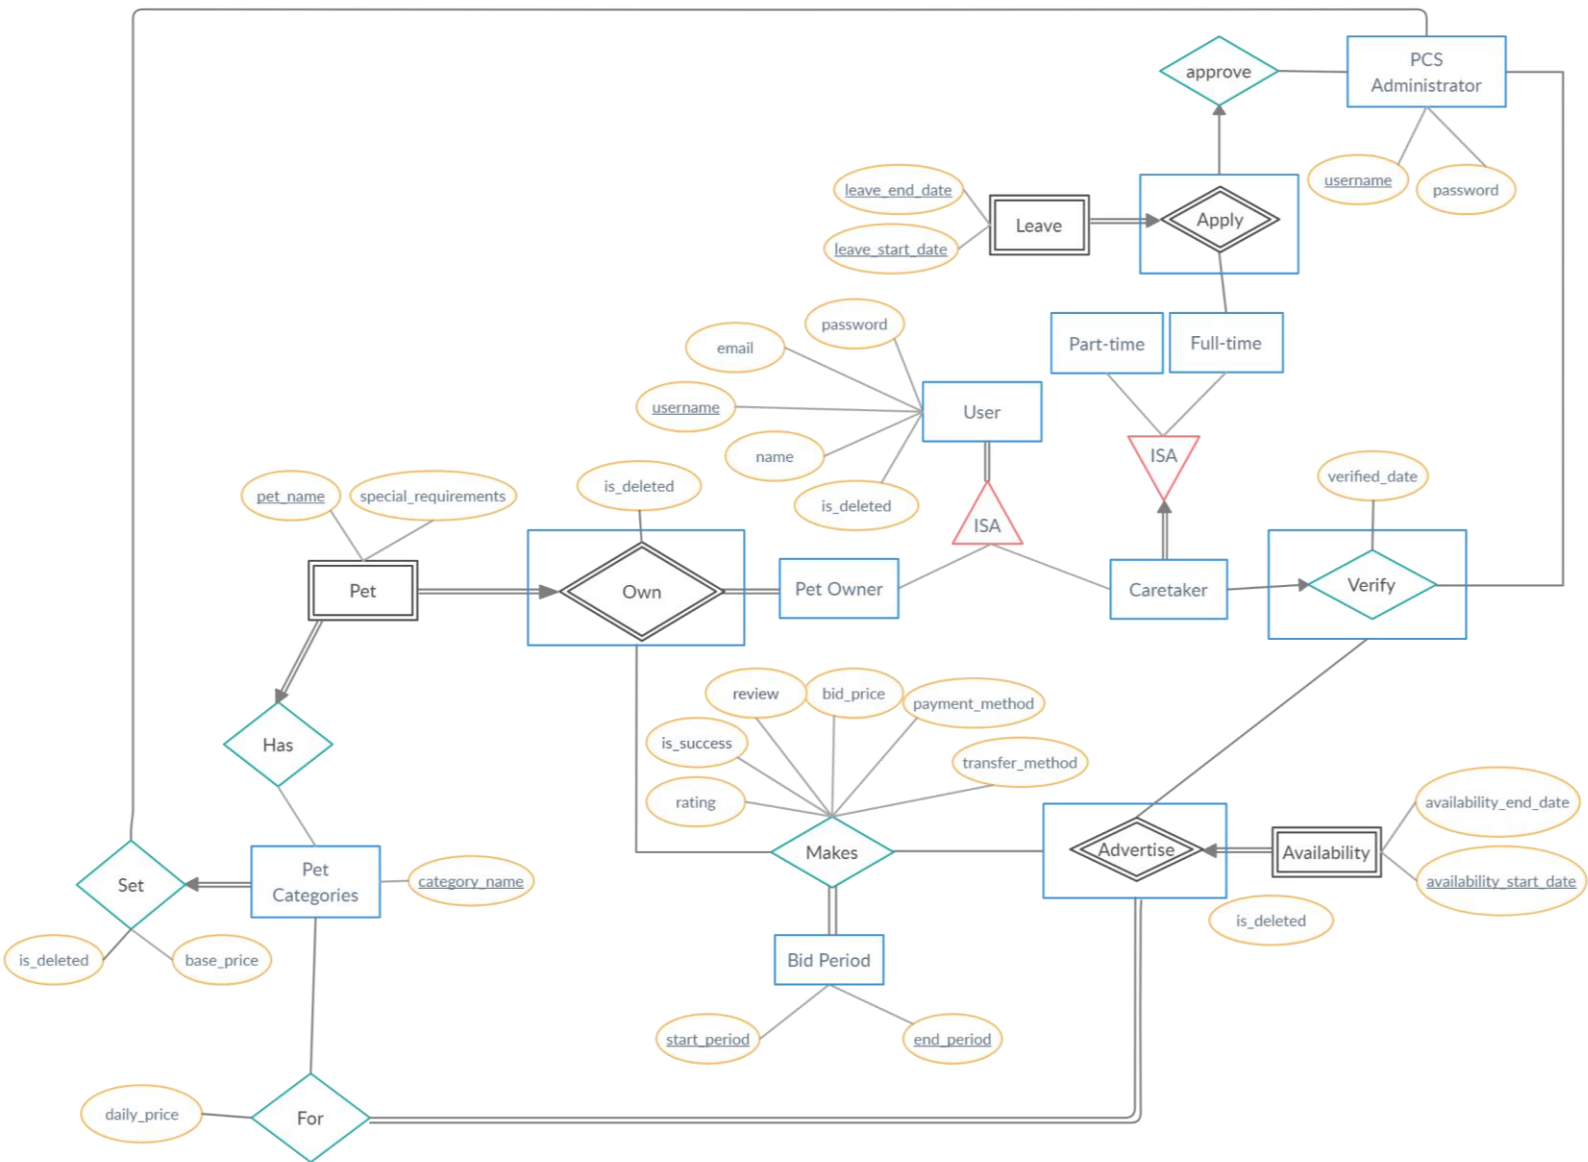 PCS
Administrator
approve
username
password
leave_end_date
leave_start_date
Leave
Apply
Part-time
Full-time
password
email
username
name
is_deleted
User
ISA
ISA
verified_date
pet_name
special_requirements
is_deleted
Pet
Own
Pet Owner
Caretaker
Verify
review
bid_price
payment_method
is_success
transfer_method
rating
Has
Makes
Advertise
Availability
availability_end_date
availability_start_date
is_deleted
Set
Pet
Categories
category_name
is_deleted
base_price
Bid Period
start_period
end_period
daily_price
For